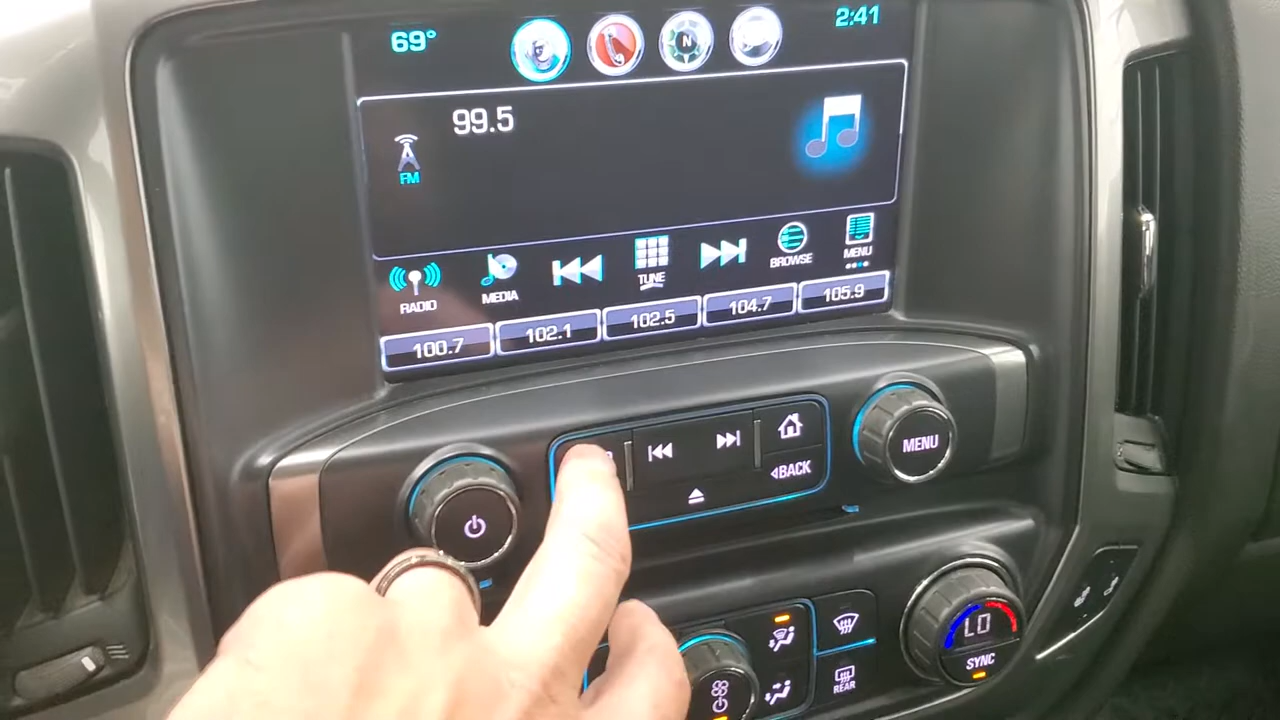 69°
N
2:41
99.5
FM
RADIO
MEDIA
TUNE
BROWSE
MENU
100.7
102.1
102.5
104.7
105.9
MENU
BACK
LO
SYNC
REAR